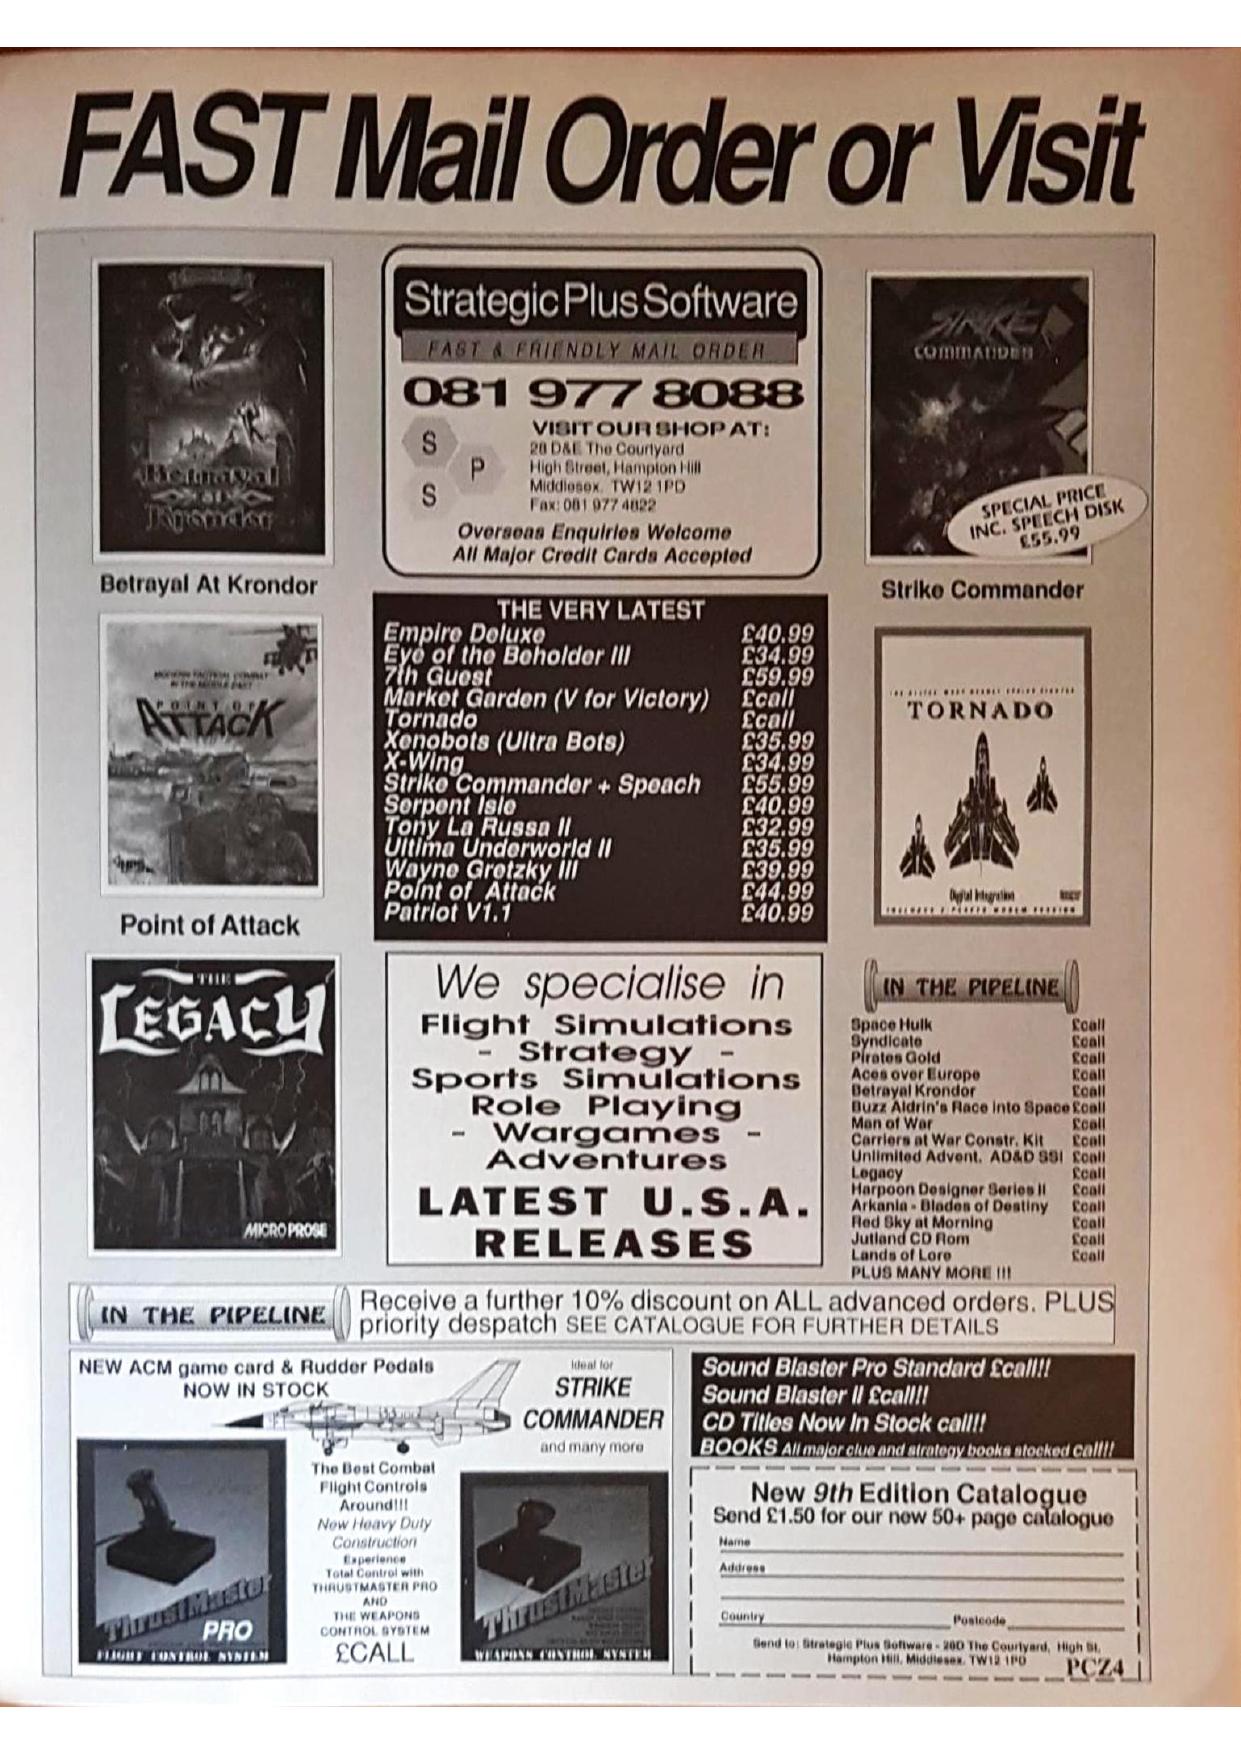 FAST Mail Order or Visit
Strategic Plus Software
FAST & FRIENDLY MAIL ORDER
081 977 8088
S
P
S
VISIT OUR SHOP AT:
28 D&E The Courtyard
High Street, Hampton Hill
Middlesex. TW12 1PD
Fax: 081 977 4822
Overseas Enquiries Welcome
All Major Credit Cards Accepted
Betrayal
At
Krondor
Betrayal At Krondor
STRIKE
COMMANDER
SPECIAL PRICE
INC. SPEECH DISK
£55.99
Strike Commander
MODERN TACTICAL COMBAT
IN THE MIDDLE EAST
POINT OF
ATTACK
Point of Attack
THE VERY LATEST
Empire Deluxe £40.99
Eye of the Beholder III £34.99
7th Guest £59.99
Market Garden (V for Victory) £call
Tornado £call
Xenobots (Ultra Bots) £35.99
X-Wing £34.99
Strike Commander + Speach £55.99
Serpent Isle £40.99
Tony La Russa II £32.99
Ultima Underworld II £35.99
Wayne Gretzky III £39.99
Point of Attack £44.99
Patriot V1.1 £40.99
TORNADO
Digital Integration
THE
LEGACY
MICROPROSE
We specialise in
Flight Simulations
- Strategy -
Sports Simulations
Role Playing
- Wargames -
Adventures
LATEST U.S.A.
RELEASES
IN THE PIPELINE
Space Hulk £call
Syndicate £call
Pirates Gold £call
Aces over Europe £call
Betrayal Krondor £call
Buzz Aldrin's Race into Space £call
Man of War £call
Carriers at War Constr. Kit £call
Unlimited Advent. AD&D SSI £call
Legacy £call
Harpoon Designer Series II £call
Arkania - Blades of Destiny £call
Red Sky at Morning £call
Jutland CD Rom £call
Lands of Lore £call
PLUS MANY MORE !!!
IN THE PIPELINE
Receive a further 10% discount on ALL advanced orders. PLUS
priority despatch SEE CATALOGUE FOR FURTHER DETAILS
NEW ACM game card & Rudder Pedals
NOW IN STOCK
Ideal for
STRIKE
COMMANDER
and many more
The Best Combat
Flight Controls
Around!!!
New Heavy Duty
Construction
Experience
Total Control with
THRUSTMASTER PRO
AND
THE WEAPONS
CONTROL SYSTEM
£CALL
ThrustMaster
PRO
FLIGHT CONTROL SYSTEM
ThrustMaster
WEAPONS CONTROL SYSTEM
Sound Blaster Pro Standard £call!!
Sound Blaster II £call!!
CD Titles Now In Stock call!!
BOOKS All major clue and strategy books stocked call!!
New 9th Edition Catalogue
Send £1.50 for our new 50+ page catalogue
Name
Address
Country Postcode
Send to: Strategic Plus Software - 28D The Courtyard, High St,
Hampton Hill, Middlesex. TW12 1PD
PCZ4